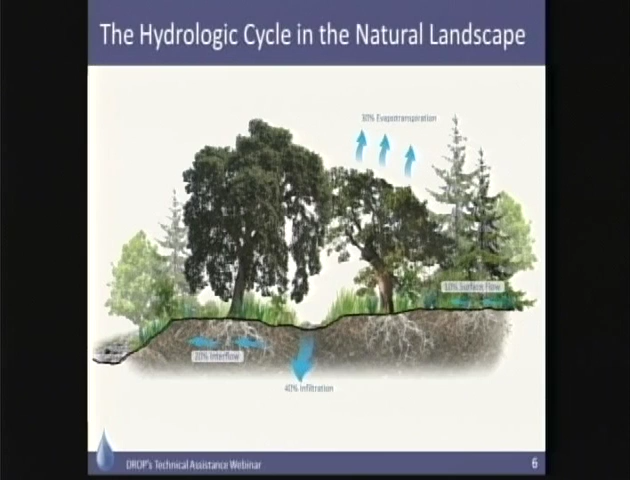 The Hydrologic Cycle in the Natural Landscape
30% Evapotranspiration
10% Surface Flow
20% Interflow
40% Infiltration
DROP's Technical Assistance Webinar
6